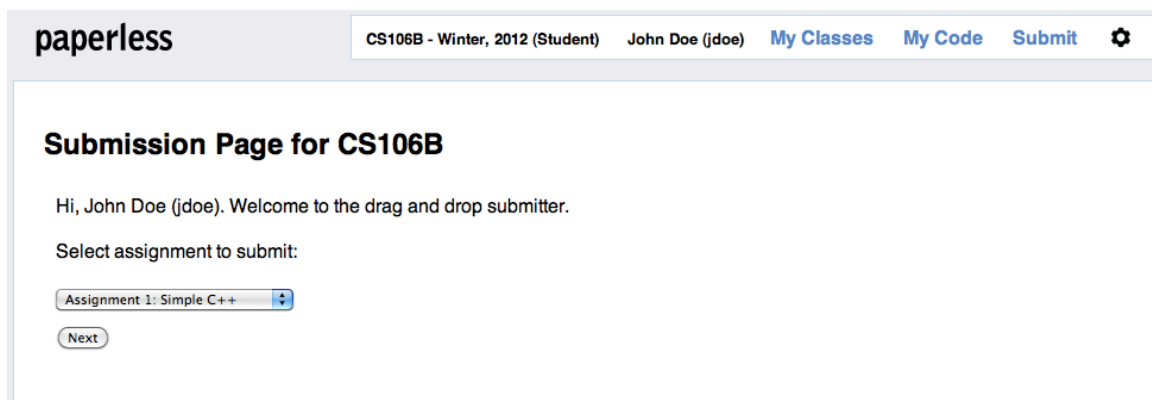 paperless
CS106B - Winter, 2012 (Student) John Doe (jdoe) My Classes My Code Submit
Submission Page for CS106B
Hi, John Doe (jdoe). Welcome to the drag and drop submitter.
Select assignment to submit:
Assignment 1: Simple C++
Next